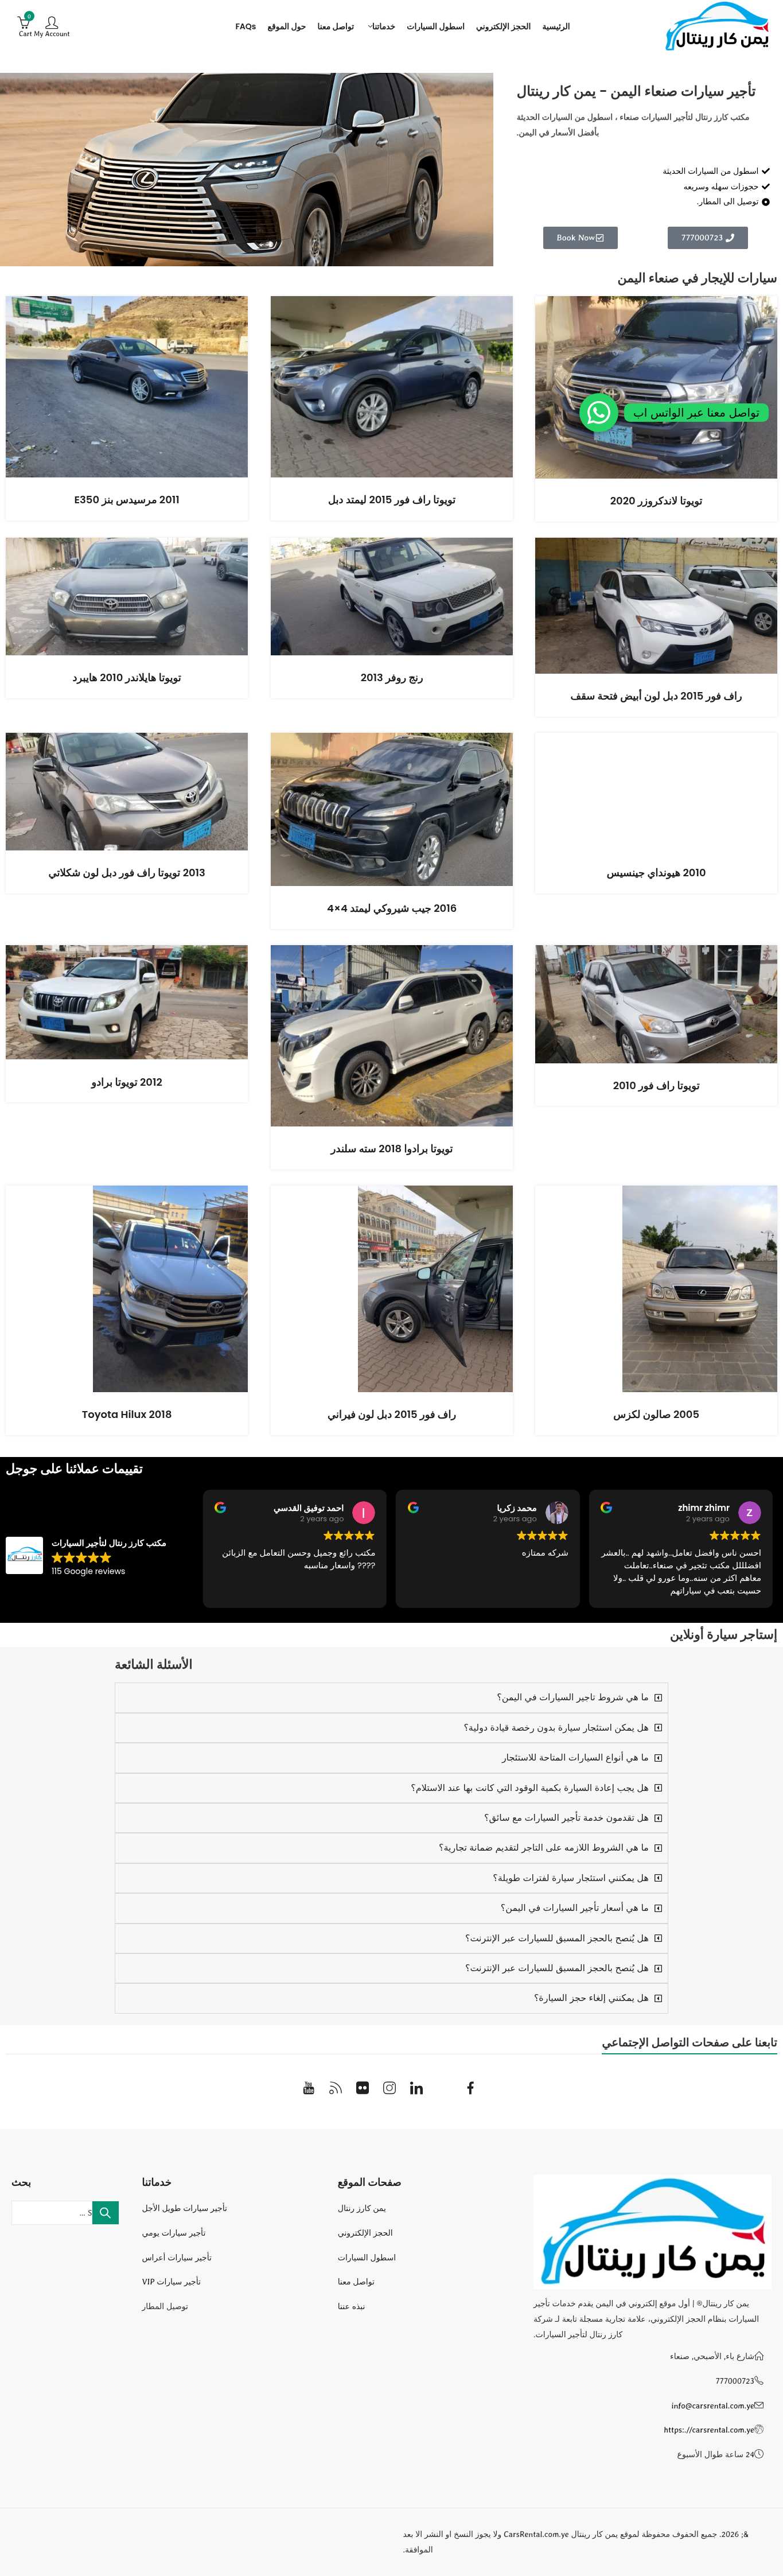 يمن كار رينتال
الرئيسية
الحجز الإلكتروني
اسطول السيارات
خدماتنا
تواصل معنا
حول الموقع
FAQs
My Account
0
Cart
تأجير سيارات صنعاء اليمن – يمن كار رينتال
مكتب كارز رنتال لتأجير السيارات صنعاء ، اسطول من السيارات الحديثة
بأفضل الأسعار في اليمن.
اسطول من السيارات الحديثة
حجوزات سهله وسريعه
توصيل الى المطار.
777000723
Book Now
سيارات للإيجار في صنعاء اليمن
تواصل معنا عبر الواتس اب
تويوتا لاندكروزر 2020
تويوتا راف فور 2015 ليمتد دبل
2011 مرسيدس بنز E350
راف فور 2015 دبل لون أبيض فتحة سقف
رنج روفر 2013
تويوتا هايلاندر 2010 هايبرد
2010 هيونداي جينسيس
2016 جيب شيروكي ليمتد 4×4
2013 تويوتا راف فور دبل لون شكلاتي
تويوتا راف فور 2010
تويوتا برادوا 2018 سته سلندر
2012 تويوتا برادو
2005 صالون لكزس
راف فور 2015 دبل لون فيراني
Toyota Hilux 2018
تقييمات عملائنا على جوجل
Z
zhimr zhimr
2 years ago
احسن ناس وافضل تعامل..واشهد لهم ..بالعشر
افضلللل مكتب تتجير في صنعاء..تعاملت
معاهم اكثر من سنه..وما عورو لي قلب ..ولا
حسيت بتعب في سياراتهم
محمد زكريا
2 years ago
شركه ممتازه
ا
احمد توفيق القدسي
2 years ago
مكتب رائع وجميل وحسن التعامل مع الزبائن
???? واسعار مناسبه
مكتب كارز رنتال لتأجير السيارات
115 Google reviews
إستاجر سيارة أونلاين
الأسئلة الشائعة
ما هي شروط تاجير السيارات في اليمن؟
هل يمكن استئجار سيارة بدون رخصة قيادة دولية؟
ما هي أنواع السيارات المتاحة للاستئجار
هل يجب إعادة السيارة بكمية الوقود التي كانت بها عند الاستلام؟
هل تقدمون خدمة تأجير السيارات مع سائق؟
ما هي الشروط اللازمه على التاجر لتقديم ضمانة تجارية؟
هل يمكنني استئجار سيارة لفترات طويلة؟
ما هي أسعار تأجير السيارات في اليمن؟
هل يُنصح بالحجز المسبق للسيارات عبر الإنترنت؟
هل يُنصح بالحجز المسبق للسيارات عبر الإنترنت؟
هل يمكنني إلغاء حجز السيارة؟
تابعنا على صفحات التواصل الإجتماعي
يمن كار رينتال
يمن كار رينتال® | أول موقع إلكتروني في اليمن يقدم خدمات تأجير
السيارات بنظام الحجز الإلكتروني، علامة تجارية مسجلة تابعة لـ شركة
كارز رنتال لتأجير السيارات.
شارع باء, الأصبحي, صنعاء
777000723
info@carsrental.com.ye
https:.//carsrental.com.ye
24 ساعة طوال الأسبوع
صفحات الموقع
يمن كارز رنتال
الحجز الإلكتروني
اسطول السيارات
تواصل معنا
نبذه عننا
خدماتنا
تأجير سيارات طويل الأجل
تأجير سيارات يومي
تأجير سيارات أعراس
تأجير سيارات VIP
توصيل المطار
بحث
S ...
&; 2026. جميع الحقوف محفوظة لموقع يمن كار رينتال CarsRental.com.ye ولا يجوز النسخ او النشر الا بعد
الموافقة.